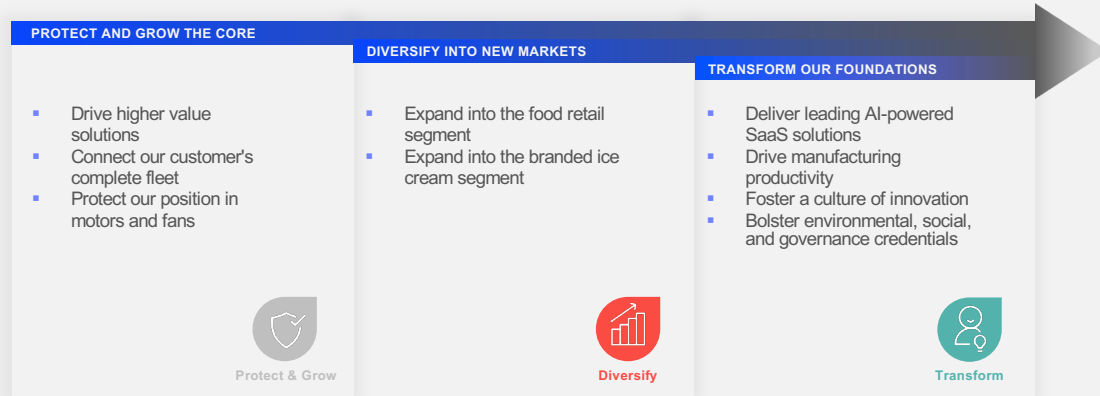 PROTECT AND GROW THE CORE
Drive higher value
solutions
Connect our customer's
complete fleet
Protect our position in
motors and fans
Protect & Grow
DIVERSIFY INTO NEW MARKETS
Expand into the food retail
segment
Expand into the branded ice
cream segment
Diversify
TRANSFORM OUR FOUNDATIONS
Deliver leading AI-powered
SaaS solutions
Drive manufacturing
productivity
Foster a culture of innovation
Bolster environmental, social,
and governance credentials
Transform